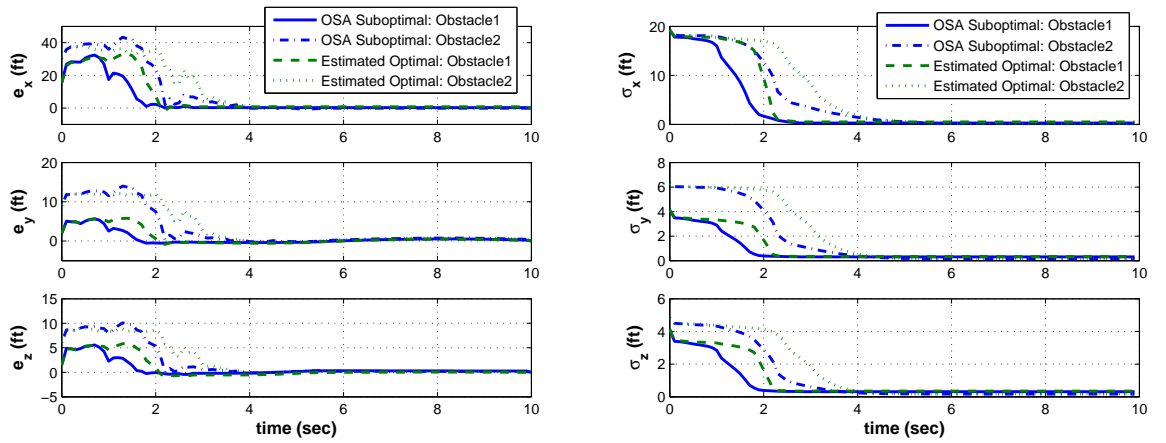 OSA Suboptimal: Obstacle1
OSA Suboptimal: Obstacle2
Estimated Optimal: Obstacle1
Estimated Optimal: Obstacle2
e_x (ft)
40
20
0
0 2 4 6 8 10
e_y (ft)
20
10
0
0 2 4 6 8 10
e_z (ft)
15
10
5
0
−5
0 2 4 6 8 10
time (sec)
OSA Suboptimal: Obstacle1
OSA Suboptimal: Obstacle2
Estimated Optimal: Obstacle1
Estimated Optimal: Obstacle2
σ_x (ft)
20
10
0
0 2 4 6 8 10
σ_y (ft)
8
6
4
2
0
0 2 4 6 8 10
σ_z (ft)
6
4
2
0
0 2 4 6 8 10
time (sec)